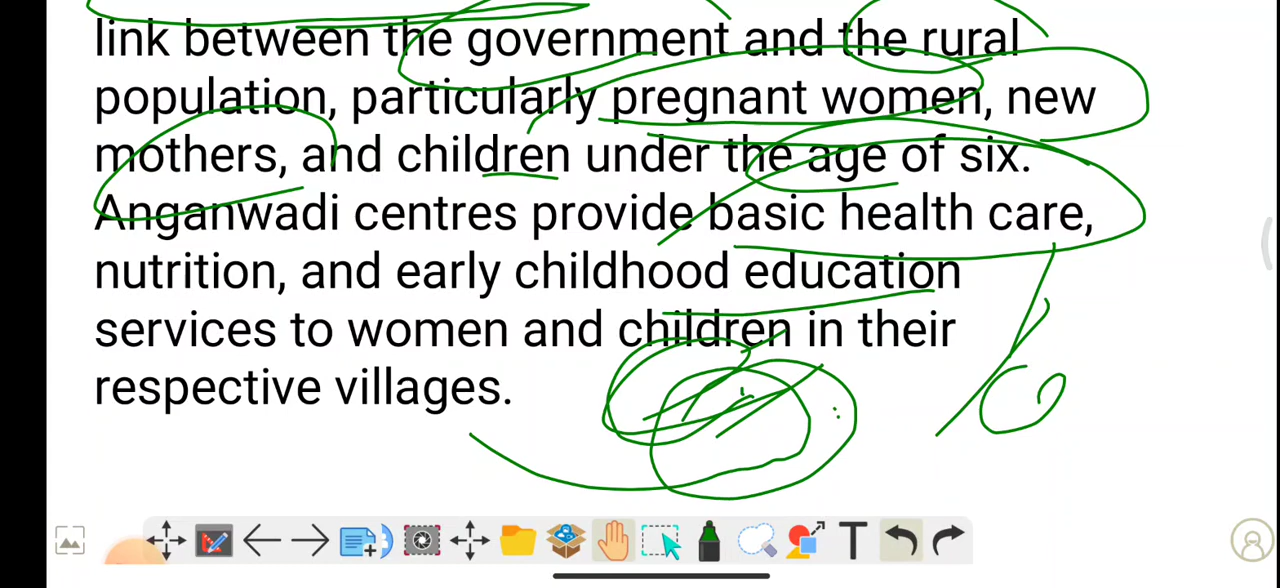 link between the government and the rural
population, particularly pregnant women, new
mothers, and children under the age of six.
Anganwadi centres provide basic health care,
nutrition, and early childhood education
services to women and children in their
respective villages.